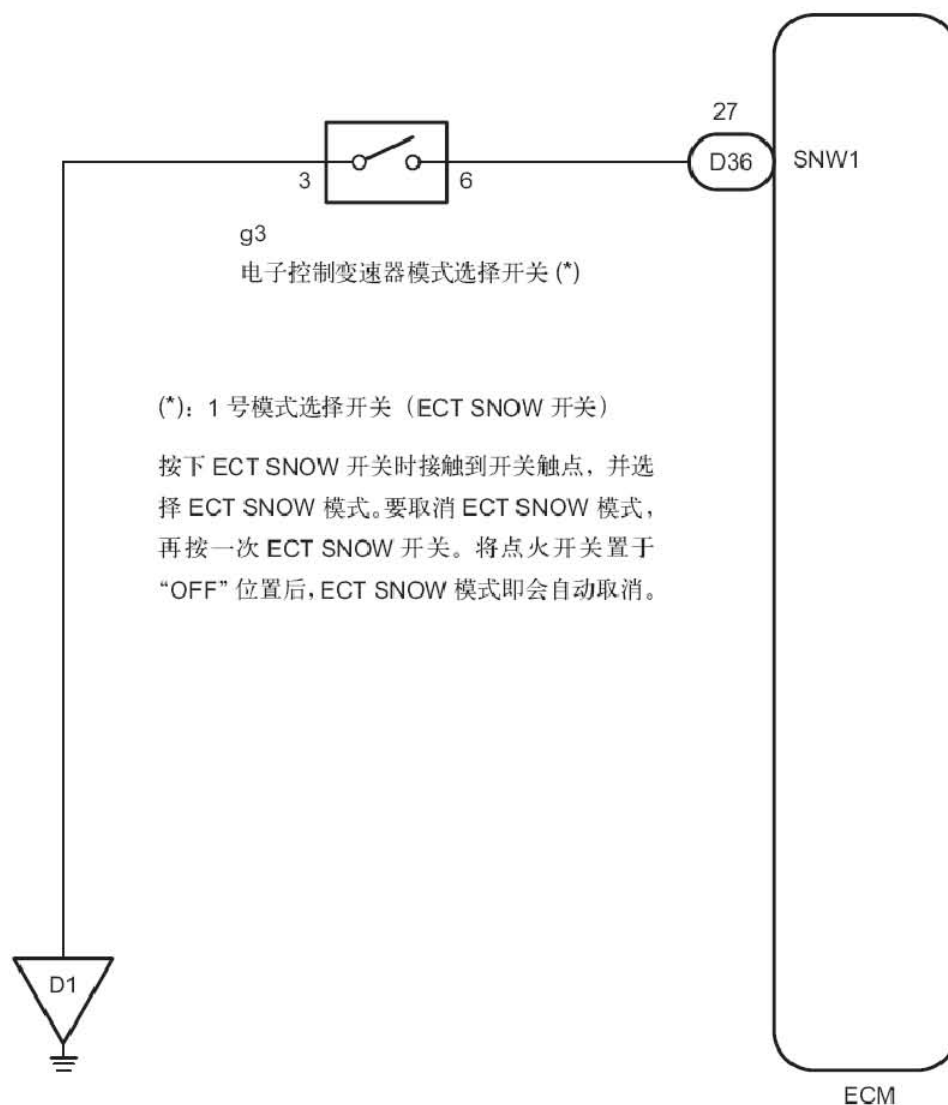 27
D36
SNW1
3
6
g3
电子控制变速器模式选择开关 (*)
(*): 1 号模式选择开关（ECT SNOW 开关）
按下 ECT SNOW 开关时接触到开关触点，并选
择 ECT SNOW 模式。要取消 ECT SNOW 模式，
再按一次 ECT SNOW 开关。将点火开关置于
“OFF” 位置后，ECT SNOW 模式即会自动取消。
D1
ECM